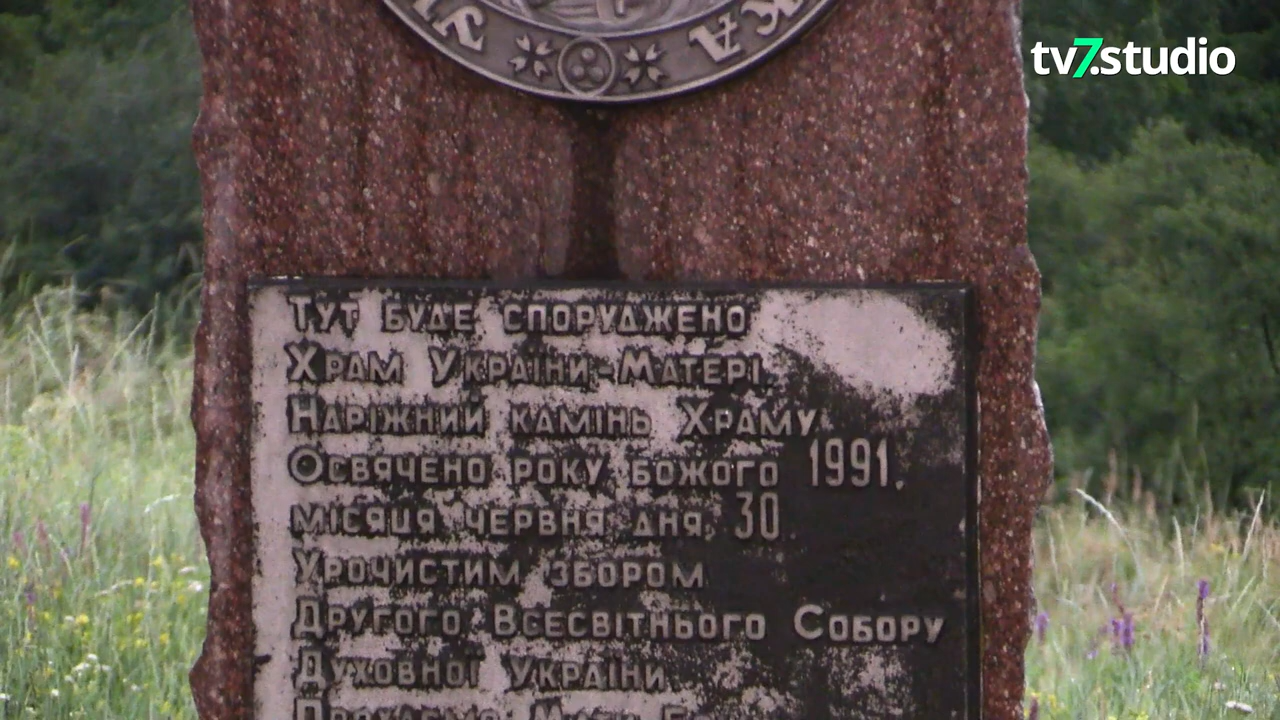 tv7.studio
Тут буде споруджено
Храм України-Матері.
Наріжний камінь Храму
Освячено року божого 1991.
місяця червня дня 30
Урочистим збором
Другого Всесвітнього Собору
Духовної України